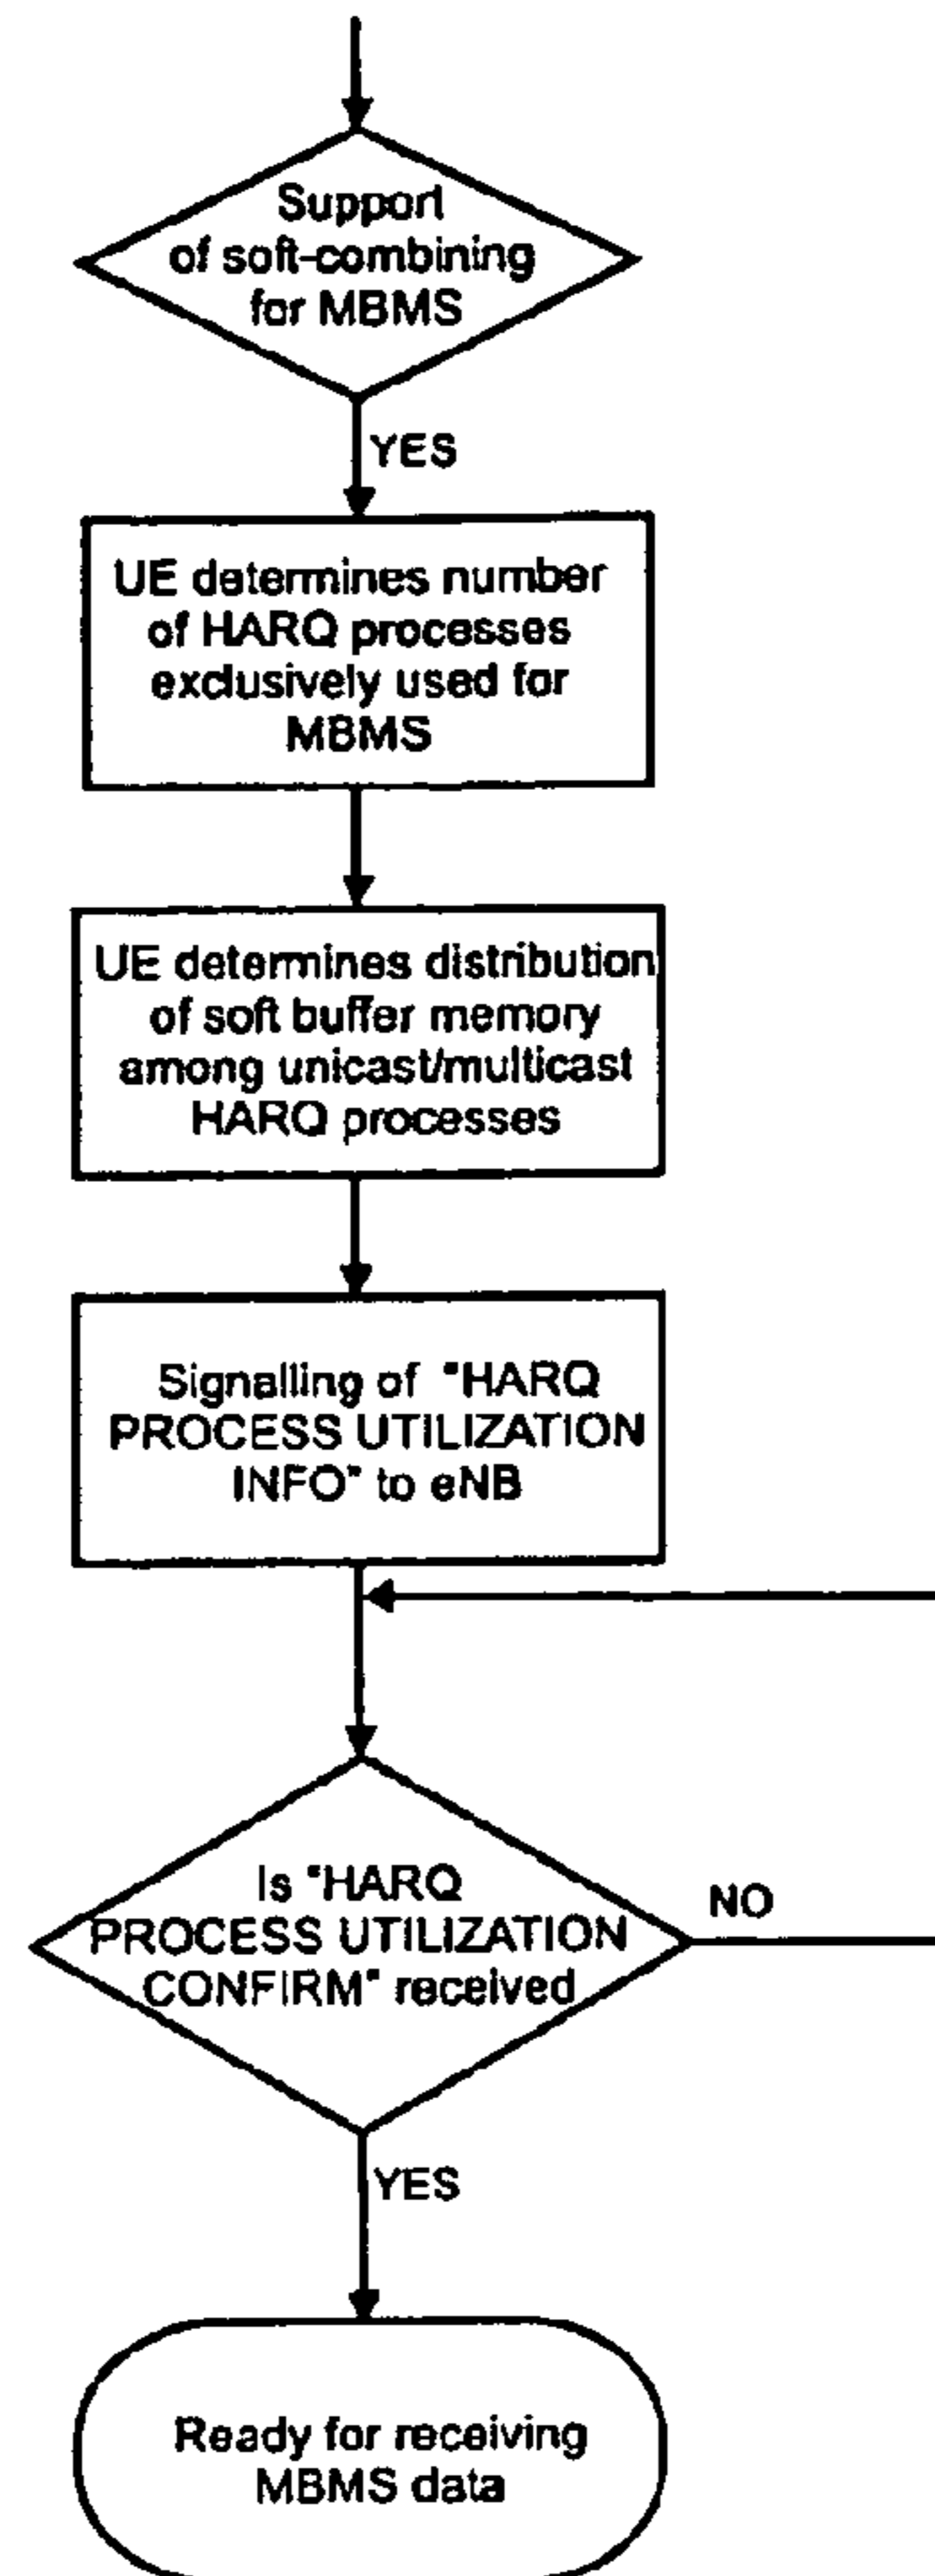 Support
of soft-combining
for MBMS
YES
UE determines number
of HARQ processes
exclusively used for
MBMS
UE determines distribution
of soft buffer memory
among unicast/multicast
HARQ processes
Signalling of "HARQ
PROCESS UTILIZATION
INFO" to eNB
Is "HARQ
PROCESS UTILIZATION
CONFIRM" received
NO
YES
Ready for receiving
MBMS data